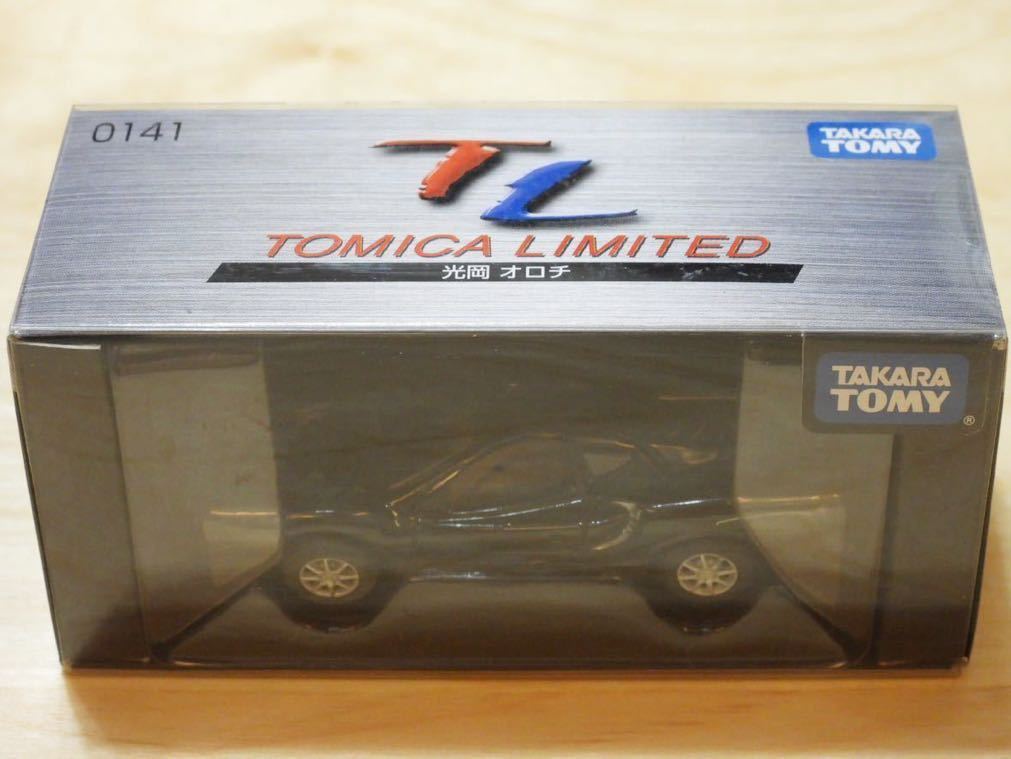 0141
TL
TAKARA
TOMY
TOMICA LIMITED
光岡 オロチ
TAKARA
TOMY
®